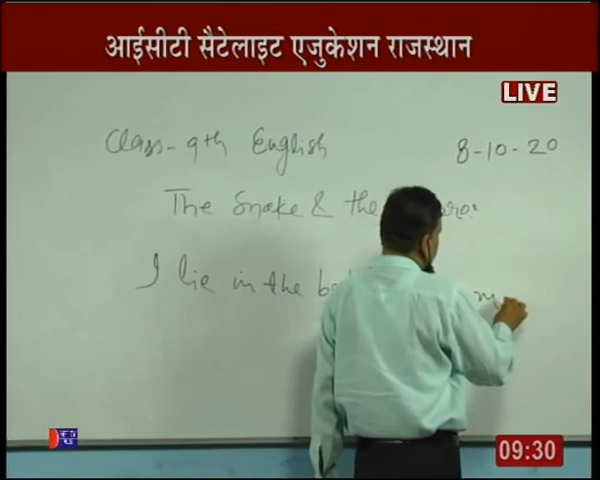 आईसीटी सैटेलाइट एजुकेशन राजस्थान
LIVE
Class - 9th English
8-10-20
The Snake & the
I lie in the
09:30